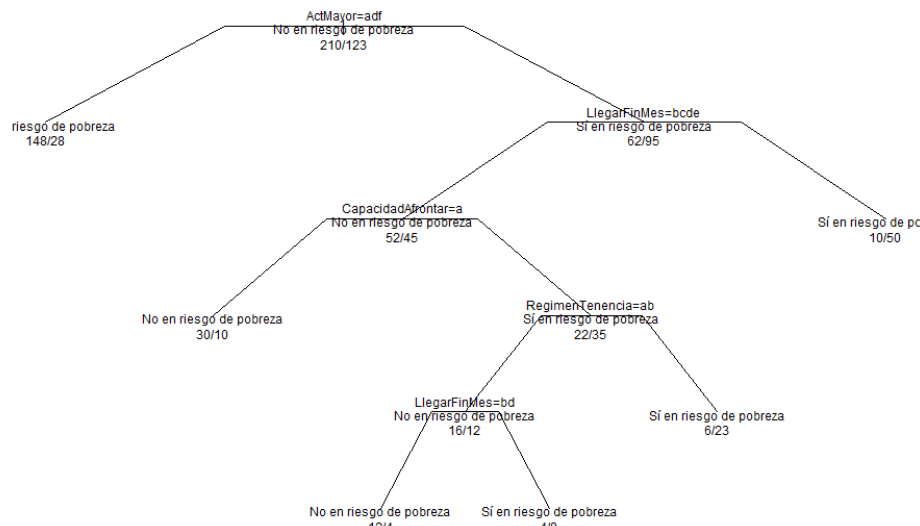 ActMayor=adf
No en riesgo de pobreza
210/123
riesgo de pobreza
148/28
LlegarFinMes=bcde
Sí en riesgo de pobreza
62/95
CapacidadAfrontar=a
No en riesgo de pobreza
52/45
Sí en riesgo de po
10/50
No en riesgo de pobreza
30/10
RegimenTenencia=ab
Sí en riesgo de pobreza
22/35
LlegarFinMes=bd
No en riesgo de pobreza
16/12
Sí en riesgo de pobreza
6/23
No en riesgo de pobreza
Sí en riesgo de pobreza